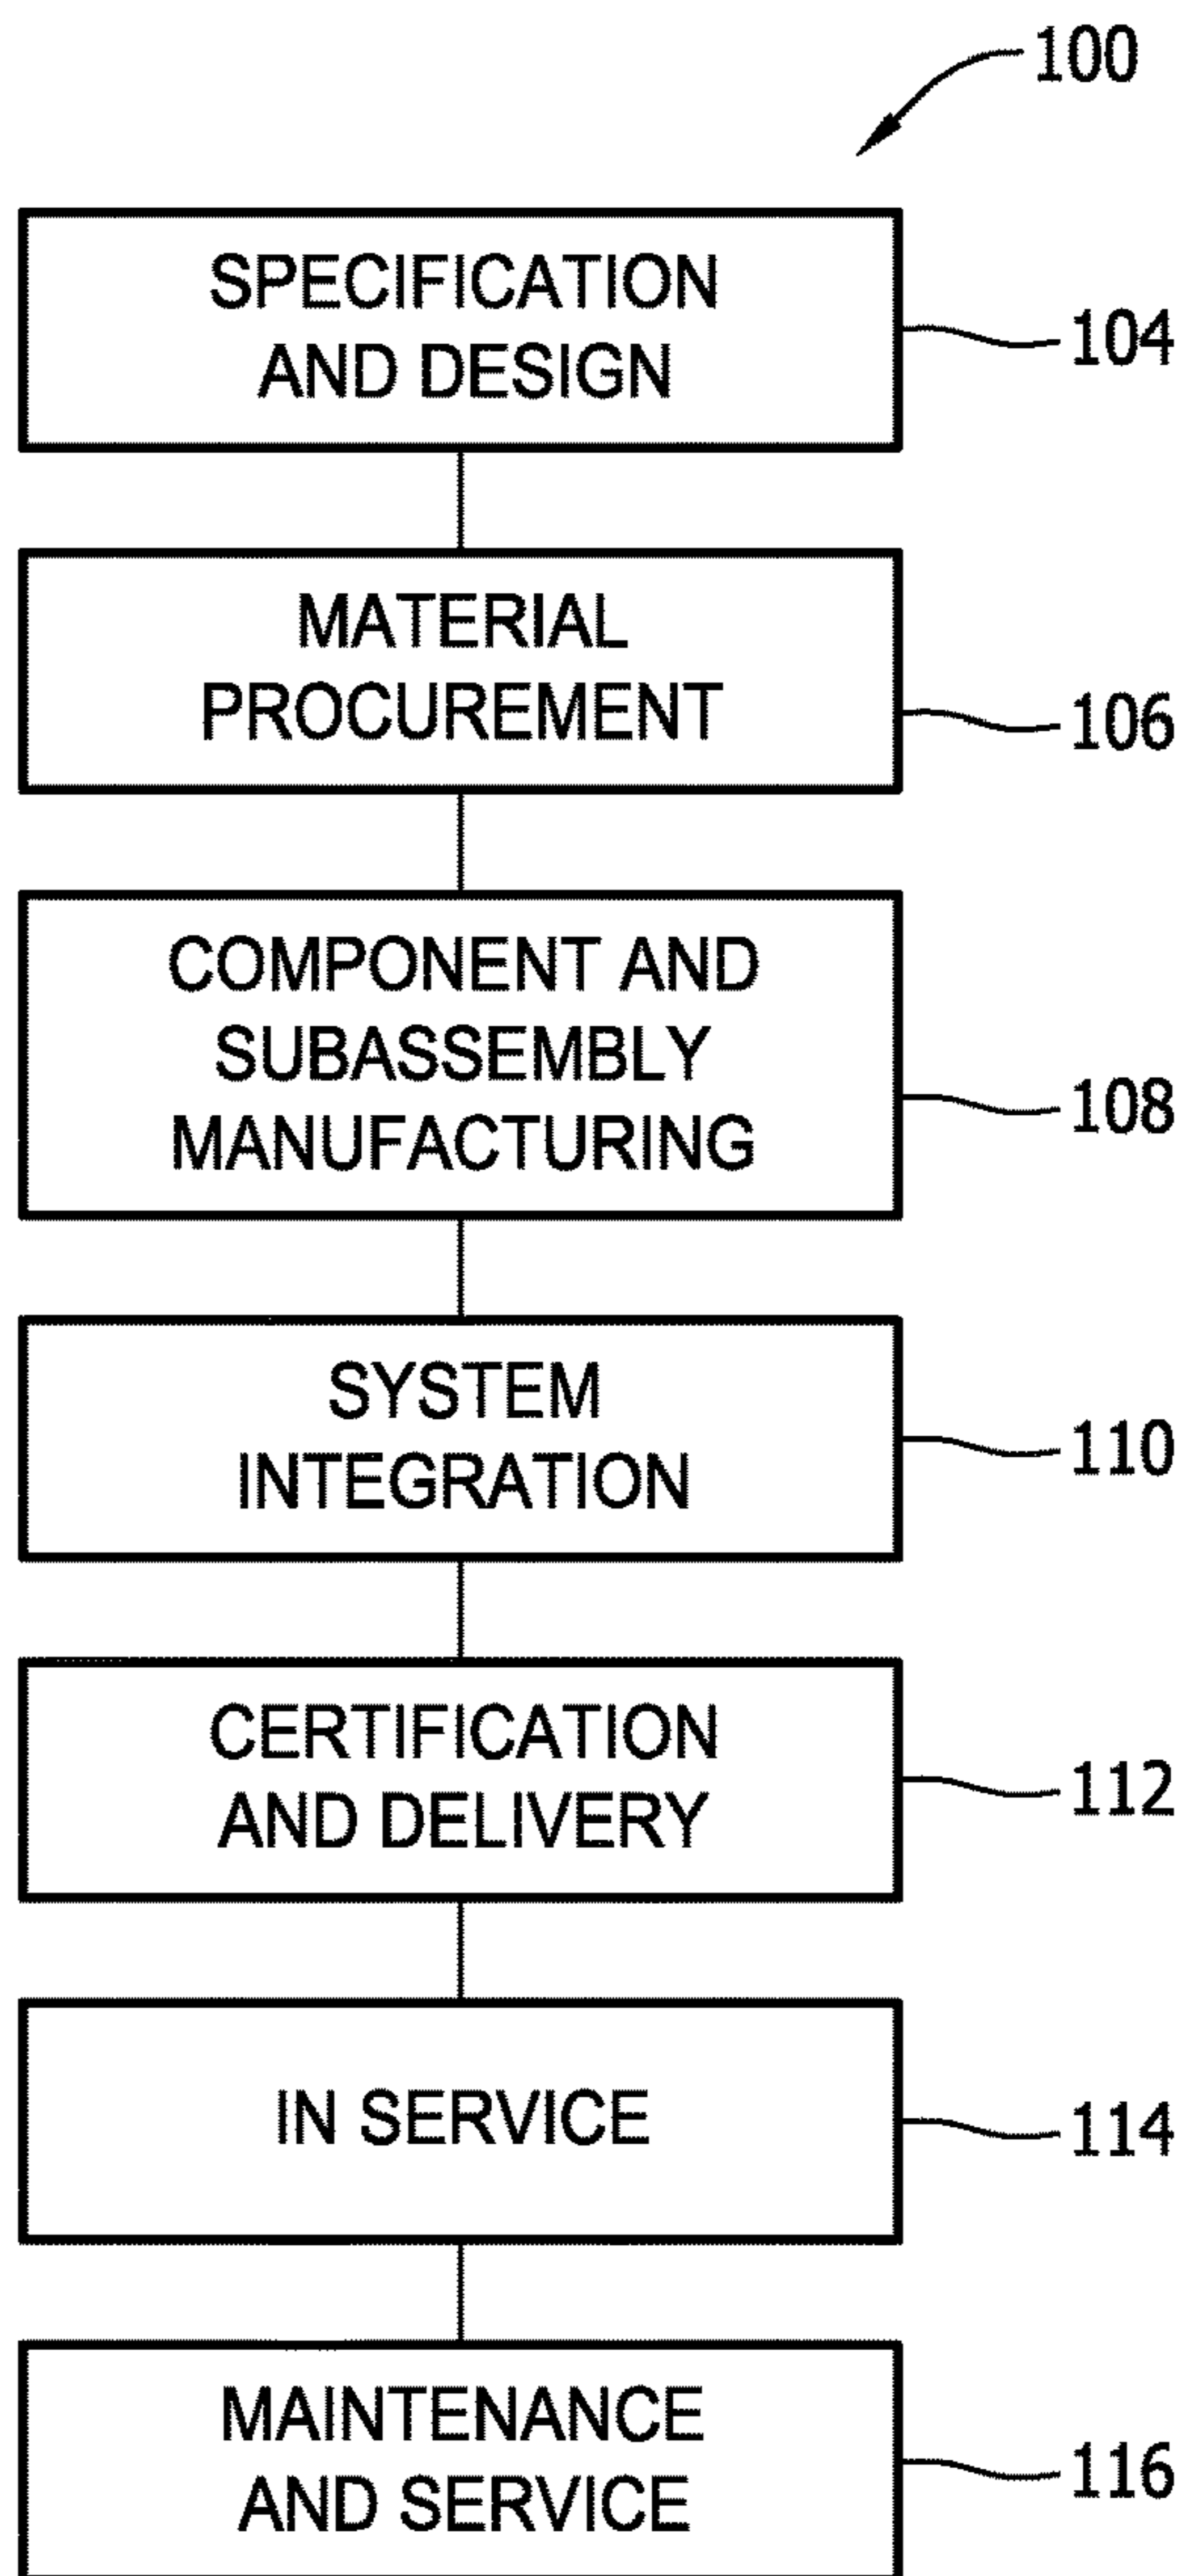 100
SPECIFICATION
AND DESIGN
104
MATERIAL
PROCUREMENT
106
COMPONENT AND
SUBASSEMBLY
MANUFACTURING
108
SYSTEM
INTEGRATION
110
CERTIFICATION
AND DELIVERY
112
IN SERVICE
114
MAINTENANCE
AND SERVICE
116